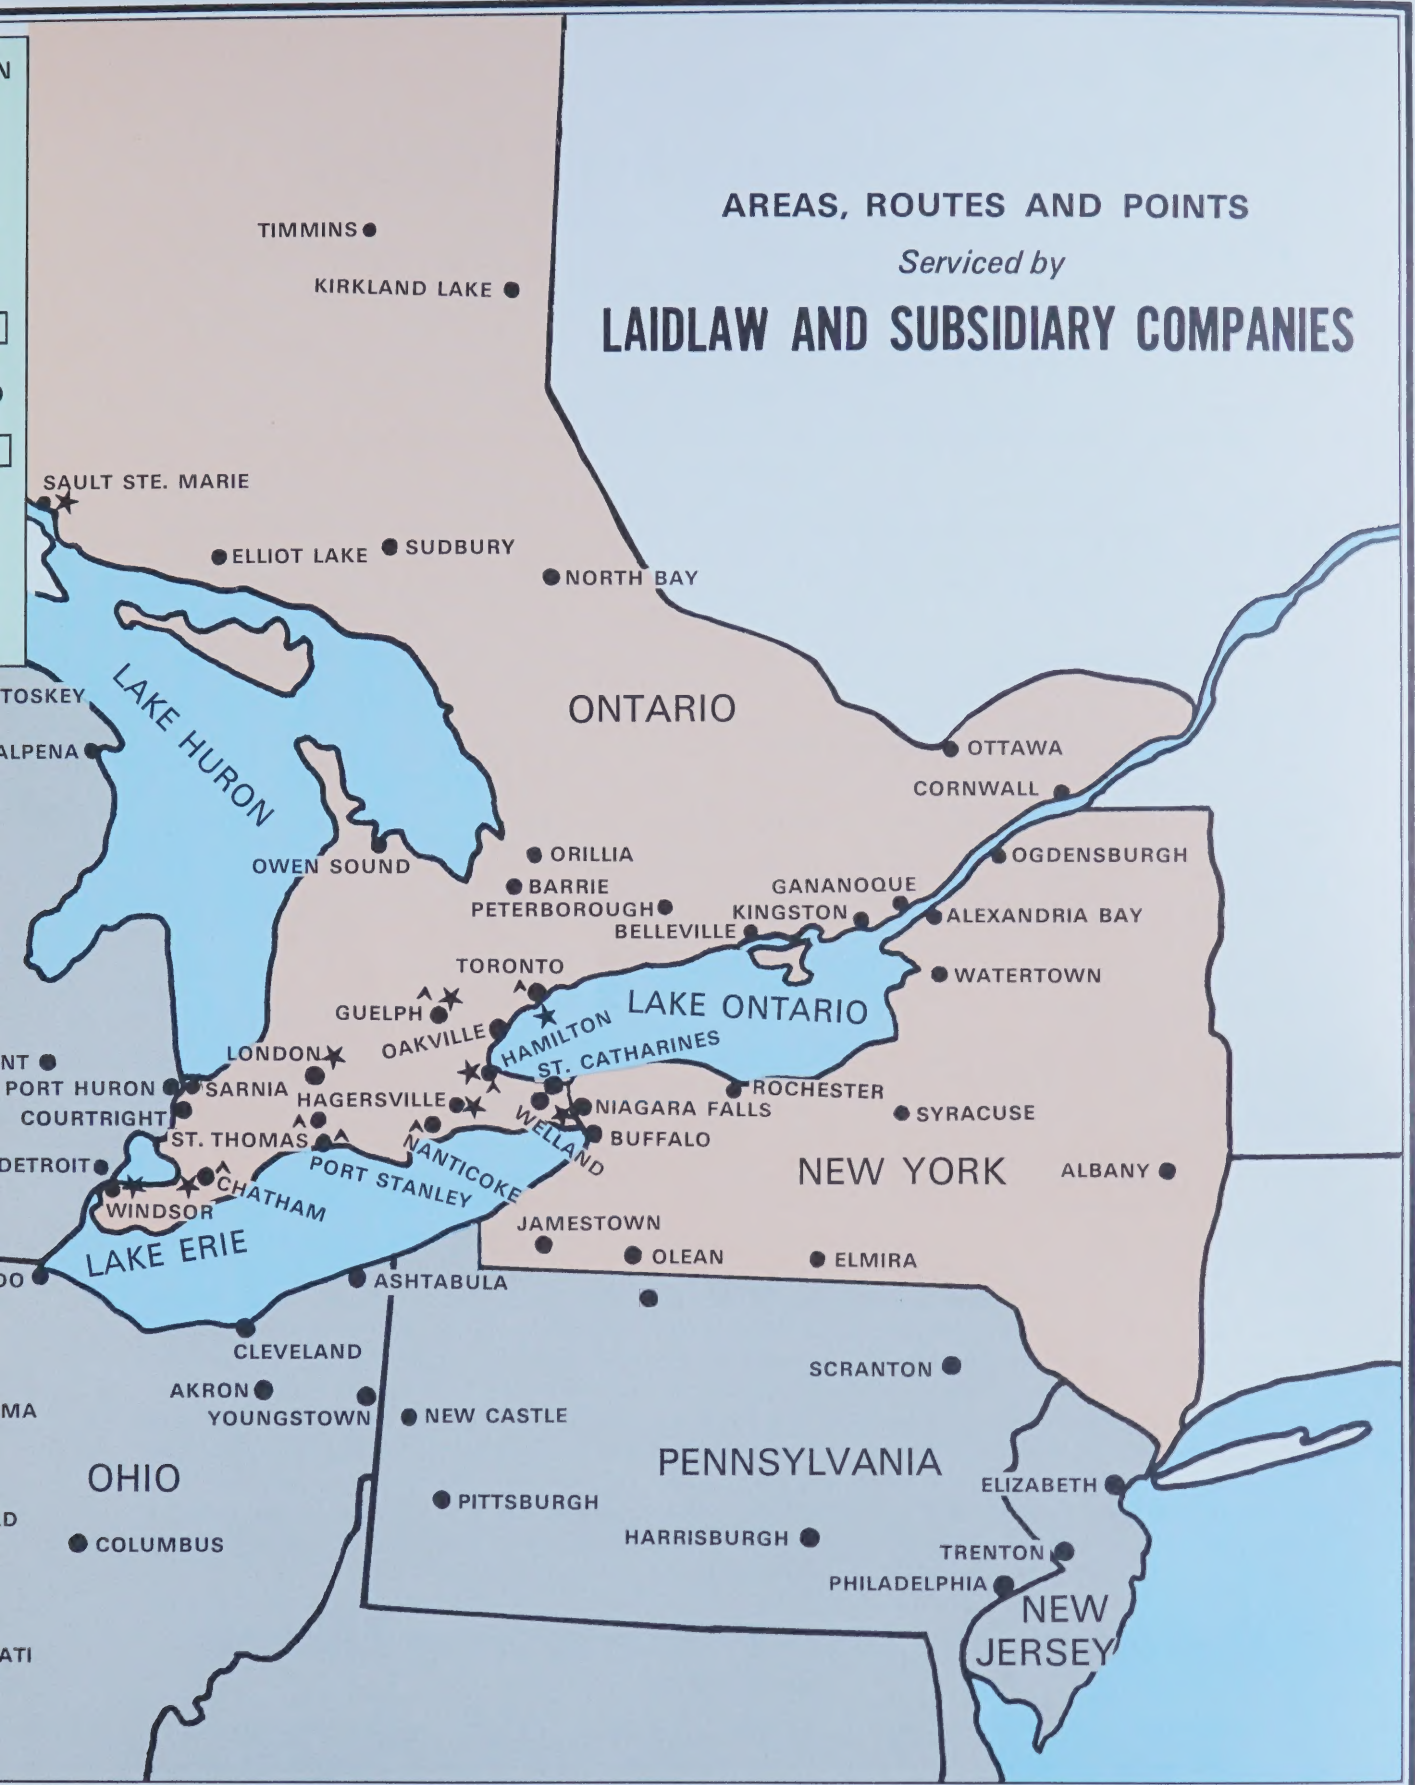 AREAS, ROUTES AND POINTS
Serviced by
LAIDLAW AND SUBSIDIARY COMPANIES
TIMMINS
KIRKLAND LAKE
SAULT STE. MARIE
ELLIOT LAKE
SUDBURY
NORTH BAY
TOSKEY
LAKE HURON
ONTARIO
ALPENA
OTTAWA
CORNWALL
OWEN SOUND
ORILLIA
OGDENSBURGH
BARRIE
GANANOQUE
PETERBOROUGH
KINGSTON
ALEXANDRIA BAY
BELLEVILLE
TORONTO
WATERTOWN
GUELPH
LAKE ONTARIO
OAKVILLE
HAMILTON
LONDON
ST. CATHARINES
NT
PORT HURON
SARNIA
ROCHESTER
HAGERSVILLE
COURTRIGHT
NIAGARA FALLS
SYRACUSE
ST. THOMAS
WELLAND
BUFFALO
DETROIT
PORT STANLEY
NANTICOKE
NEW YORK
ALBANY
CHATHAM
WINDSOR
JAMESTOWN
LAKE ERIE
OLEAN
ELMIRA
DO
ASHTABULA
CLEVELAND
SCRANTON
AKRON
MA
YOUNGSTOWN
NEW CASTLE
OHIO
PENNSYLVANIA
ELIZABETH
PITTSBURGH
D
COLUMBUS
HARRISBURGH
TRENTON
PHILADELPHIA
NEW
JERSEY
ATI